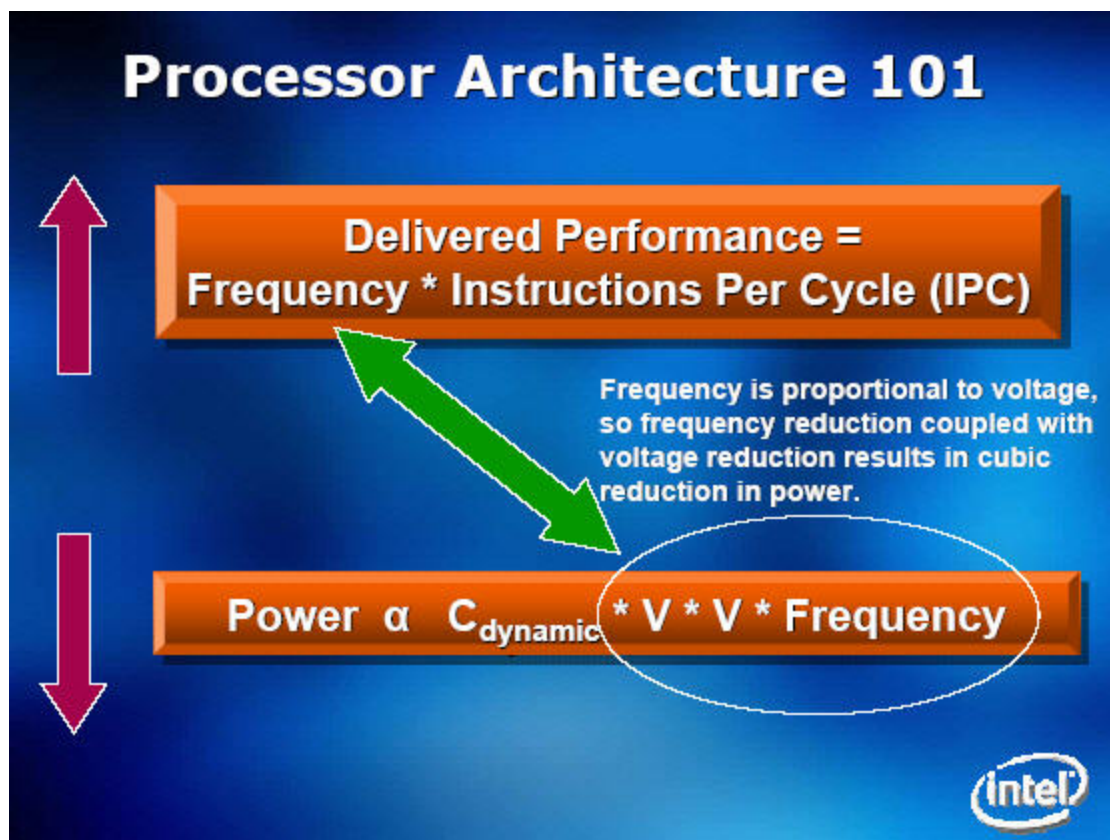 Processor Architecture 101
Delivered Performance =
Frequency * Instructions Per Cycle (IPC)
Frequency is proportional to voltage,
so frequency reduction coupled with
voltage reduction results in cubic
reduction in power.
Power α Cdynamic * V * V * Frequency
intel